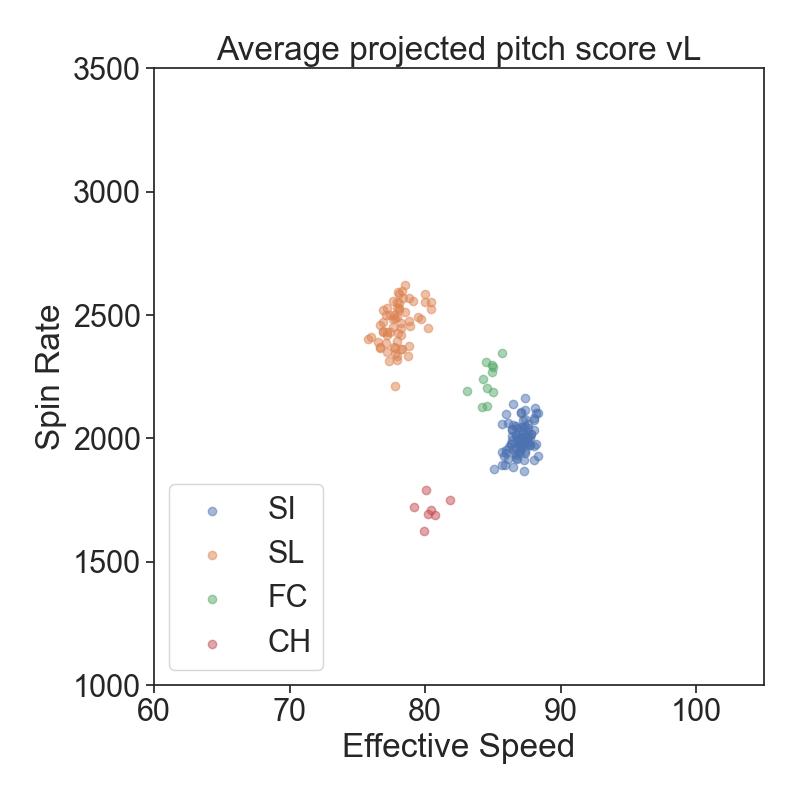 Average projected pitch score vL
3500
3000
2500
2000
1500
1000
Spin Rate
SI
SL
FC
CH
60 70 80 90 100
Effective Speed